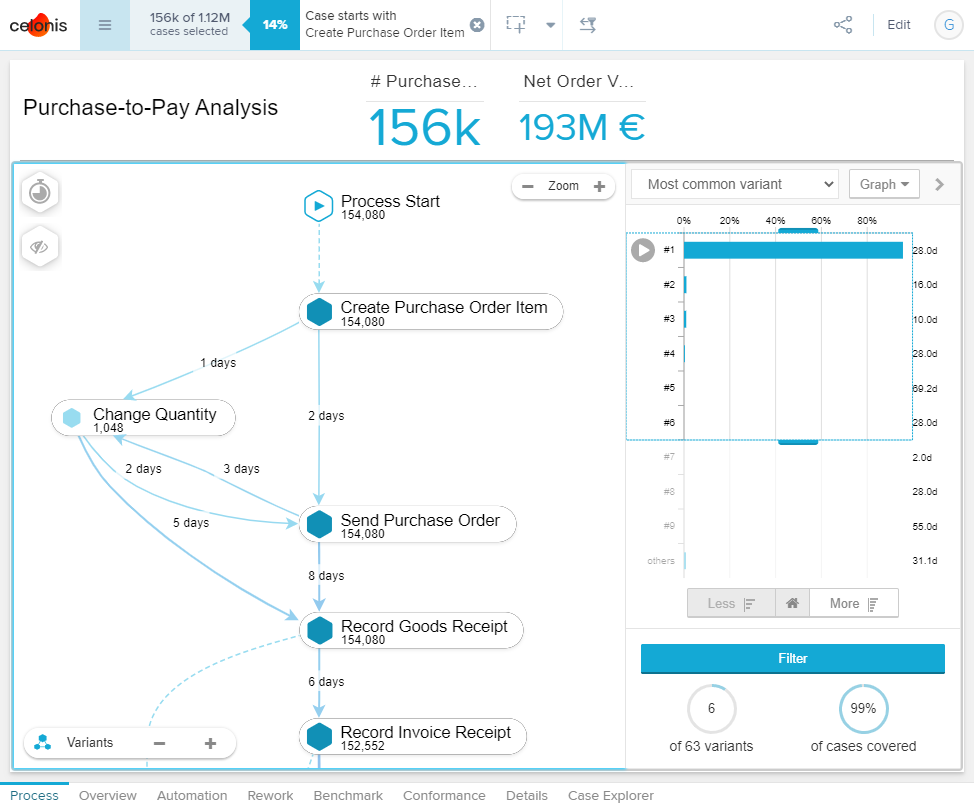 celonis
156k of 1.12M
cases selected
14%
Case starts with
Create Purchase Order Item
Edit
G
Purchase-to-Pay Analysis
# Purchase...
156k
Net Order V...
193M €
Zoom
Process Start
154,080
Create Purchase Order Item
154,080
1 days
2 days
Change Quantity
1,048
2 days
3 days
5 days
Send Purchase Order
154,080
8 days
Record Goods Receipt
154,080
6 days
Record Invoice Receipt
152,552
Variants
Most common variant
Graph
0% 20% 40% 60% 80%
#1 28.0d
#2 16.0d
#3 10.0d
#4 28.0d
#5 69.2d
#6 28.0d
#7 2.0d
#8 28.0d
#9 55.0d
others 31.1d
Less
More
Filter
6
of 63 variants
99%
of cases covered
Process Overview Automation Rework Benchmark Conformance Details Case Explorer